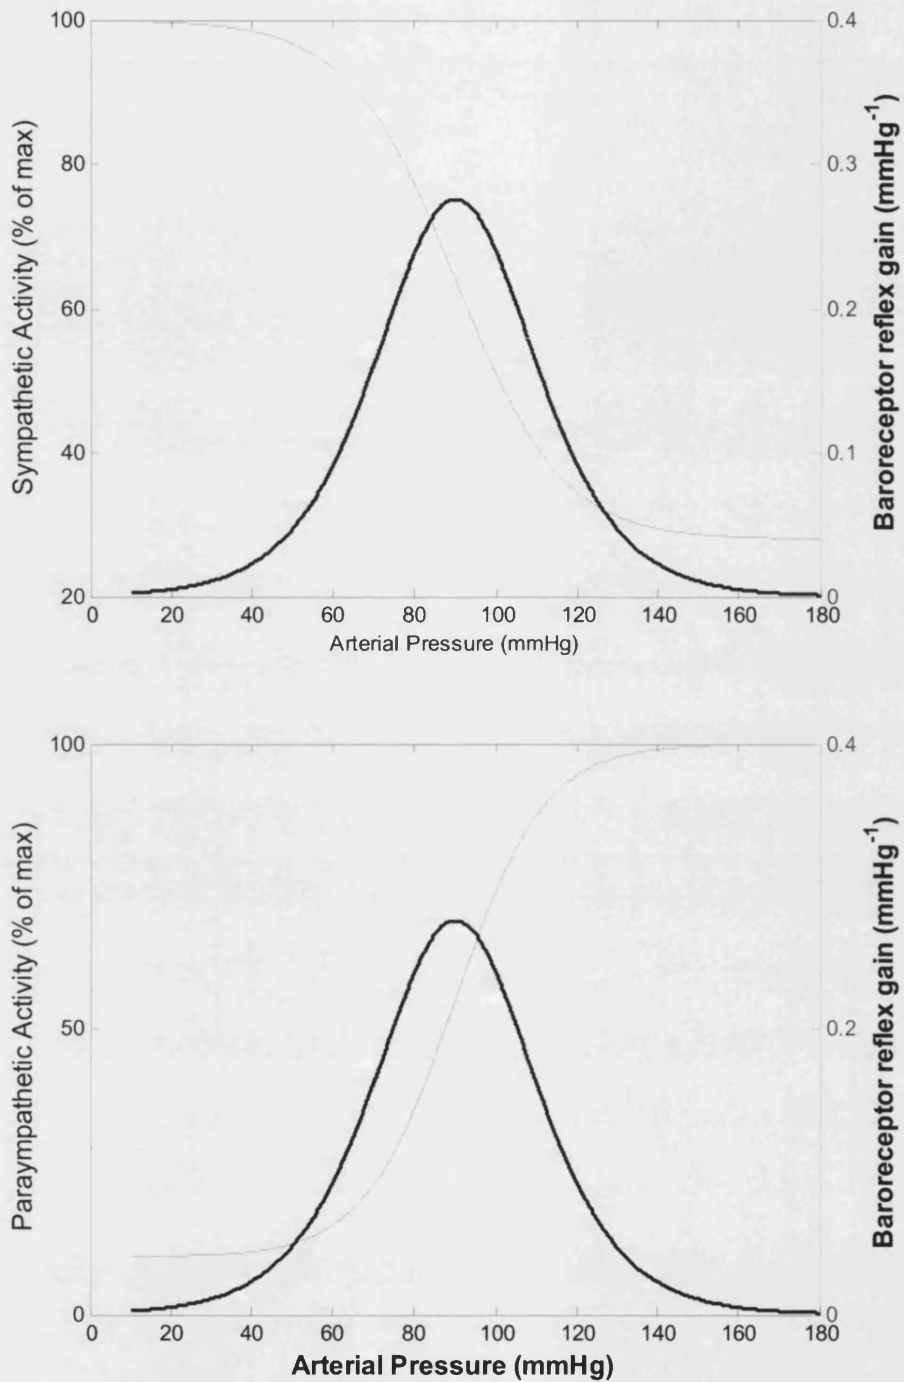 Sympathetic Activity (% of max)
100
80
60
40
20
0.4
0.3
0.2
0.1
0
Baroreceptor reflex gain (mmHg-1)
0 20 40 60 80 100 120 140 160 180
Arterial Pressure (mmHg)
Paraympathetic Activity (% of max)
100
50
0
0.4
0.2
0
Baroreceptor reflex gain (mmHg-1)
0 20 40 60 80 100 120 140 160 180
Arterial Pressure (mmHg)